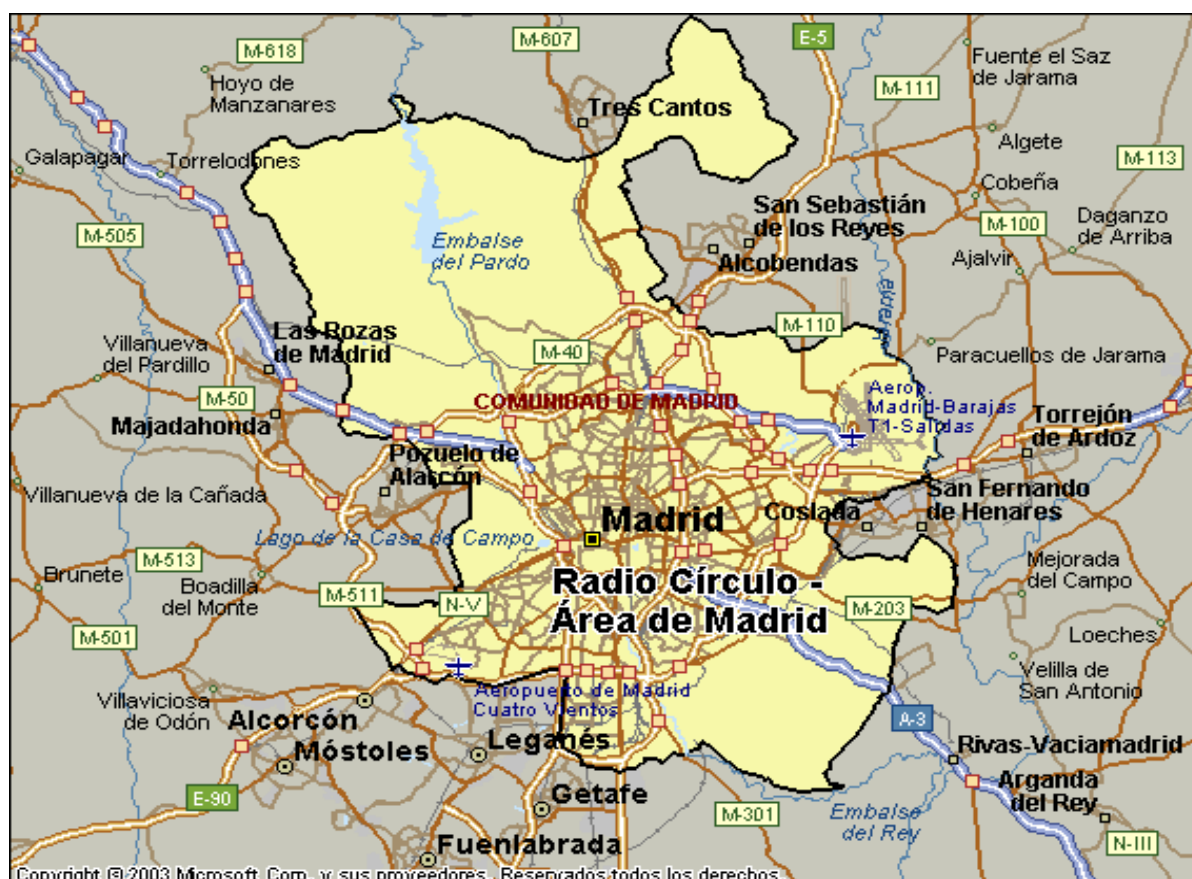 M-618
M-607
E-5
Hoyo de
Manzanares
M-111
Fuente el Saz
de Jarama
Tres Cantos
Algete
Galapagar
Torrelodones
M-113
Cobeña
M-505
San Sebastián
de los Reyes
M-100
Daganzo
de Arriba
Embalse
del Pardo
Alcobendas
Ajalvir
Jarama
Villanueva
del Pardillo
Las Rozas
de Madrid
M-40
M-110
Paracuellos de Jarama
M-50
COMUNIDAD DE MADRID
Aerop.
Madrid-Barajas
T1-Salidas
Majadahonda
Torrejón
de Ardoz
Pozuelo de
Alarcón
Villanueva de la Cañada
San Fernando
de Henares
Coslada
Madrid
Lago de la Casa de Campo
M-513
Brunete
Boadilla
del Monte
M-511
N-V
Radio Círculo -
Área de Madrid
Mejorada
del Campo
M-203
M-501
Loeches
Velilla de
San Antonio
Villaviciosa
de Odón
Aeropuerto de Madrid
Cuatro Vientos
Alcorcón
A-3
Móstoles
Leganés
Rivas-Vaciamadrid
E-90
Getafe
Arganda
del Rey
M-301
Embalse
del Rey
Fuenlabrada
N-III
Copyright © 2003 Microsoft Corp. y sus proveedores. Reservados todos los derechos.